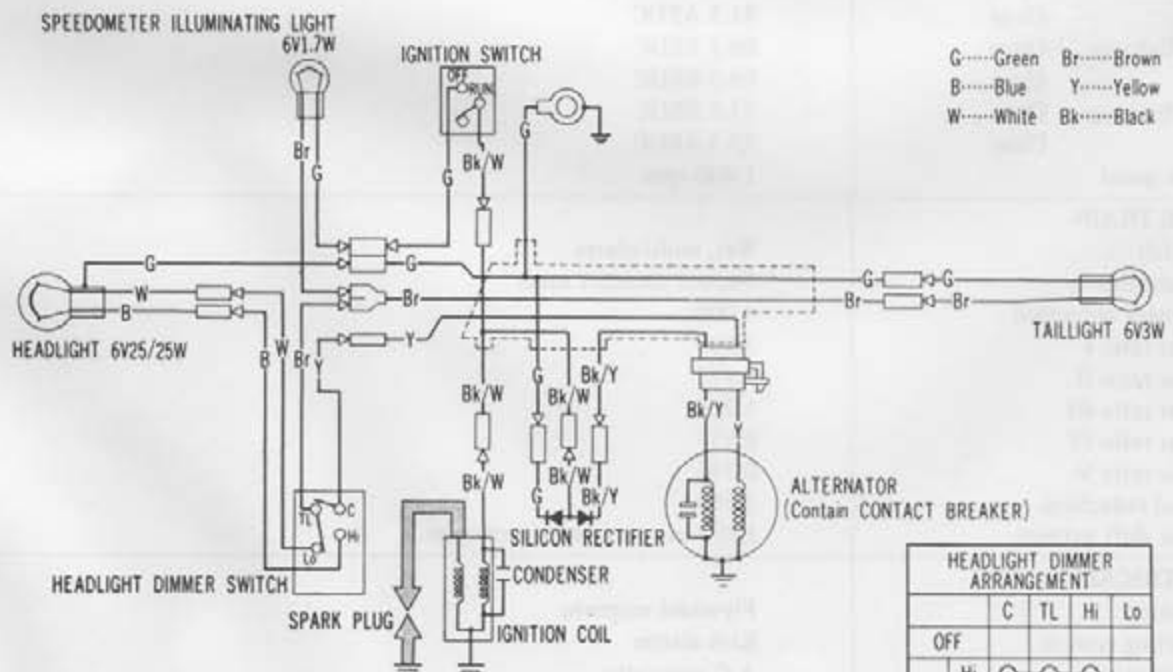 SPEEDOMETER ILLUMINATING LIGHT
6V1.7W
IGNITION SWITCH
OFF
RUN
G······Green Br······Brown
B······Blue Y······Yellow
W······White Bk······Black
Br
G
G
Bk/W
G
G
W
B
G
Br
Y
G
G
Br
Br
HEADLIGHT 6V25/25W
TAILLIGHT 6V3W
B
W
Br
Y
Bk/W
G
Bk/W
Bk/Y
Bk/Y
Y
Bk/W
G
Bk/W
Bk/Y
ALTERNATOR
(Contain CONTACT BREAKER)
TL
C
Hi
Lo
SILICON RECTIFIER
HEADLIGHT DIMMER SWITCH
CONDENSER
SPARK PLUG
IGNITION COIL
HEADLIGHT DIMMER
ARRANGEMENT
C TL Hi Lo
OFF
Hi